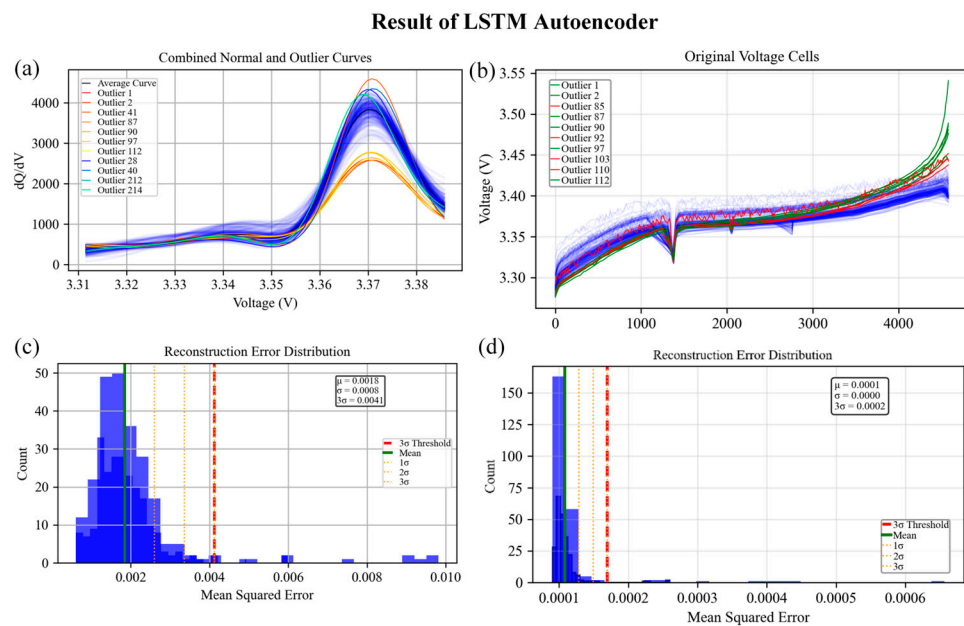 Result of LSTM Autoencoder
(a)
Combined Normal and Outlier Curves
Average Curve
Outlier 1
Outlier 2
Outlier 41
Outlier 87
Outlier 90
Outlier 97
Outlier 112
Outlier 28
Outlier 40
Outlier 212
Outlier 214
dQ/dV
4000
3000
2000
1000
0
3.31 3.32 3.33 3.34 3.35 3.36 3.37 3.38
Voltage (V)
(b)
Original Voltage Cells
Outlier 1
Outlier 2
Outlier 85
Outlier 87
Outlier 90
Outlier 92
Outlier 97
Outlier 103
Outlier 110
Outlier 112
Voltage (V)
3.55
3.50
3.45
3.40
3.35
3.30
0 1000 2000 3000 4000
(c)
Reconstruction Error Distribution
μ = 0.0018
σ = 0.0008
3σ = 0.0041
3σ Threshold
Mean
1σ
2σ
3σ
Count
50
40
30
20
10
0
0.002 0.004 0.006 0.008 0.010
Mean Squared Error
(d)
Reconstruction Error Distribution
μ = 0.0001
σ = 0.0000
3σ = 0.0002
3σ Threshold
Mean
1σ
2σ
3σ
Count
150
125
100
75
50
25
0
0.0001 0.0002 0.0003 0.0004 0.0005 0.0006
Mean Squared Error